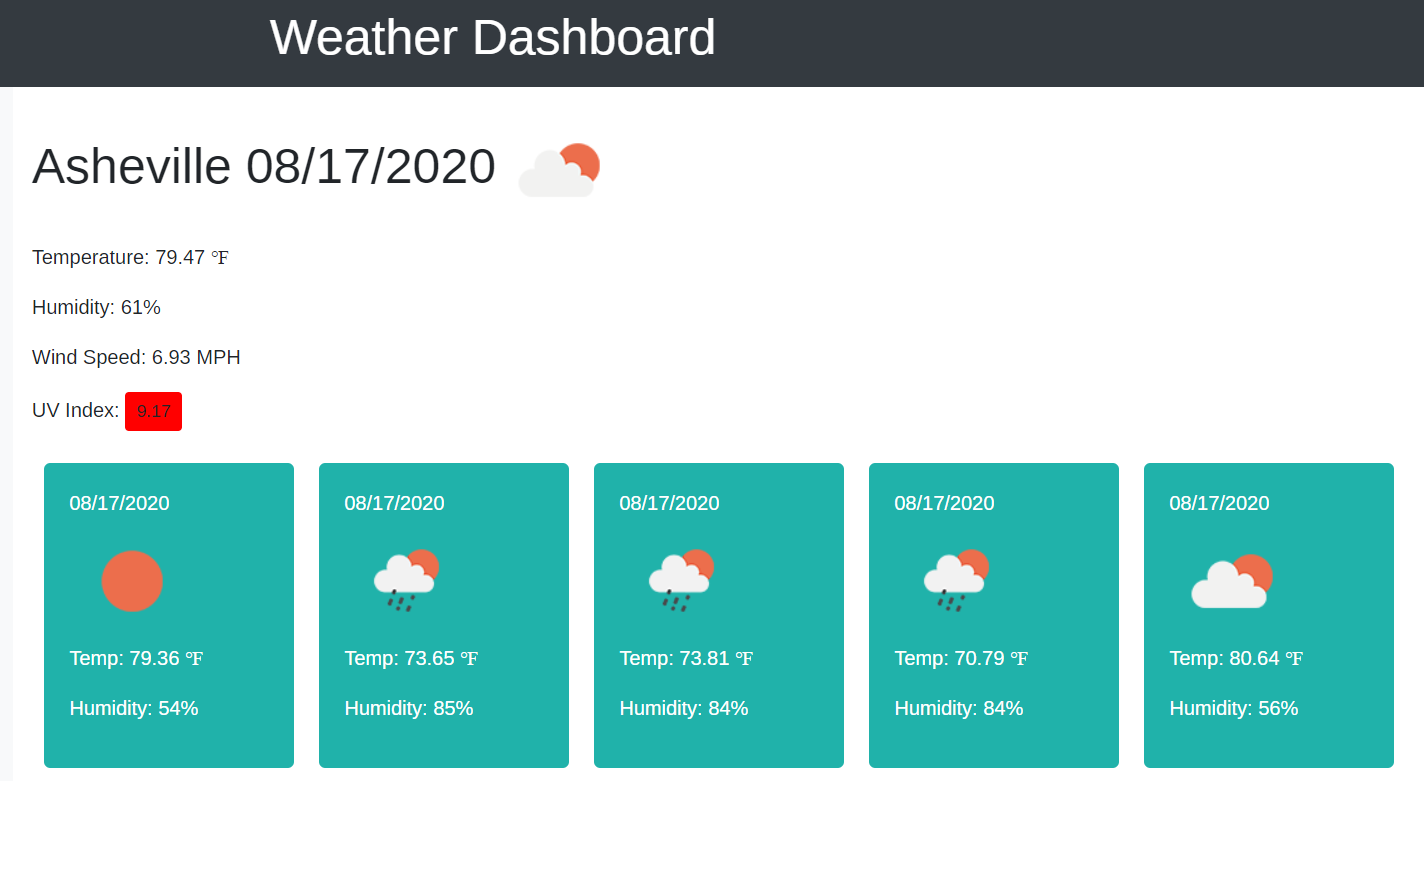 Weather Dashboard
Asheville 08/17/2020
Temperature: 79.47 °F
Humidity: 61%
Wind Speed: 6.93 MPH
UV Index: 9.17
08/17/2020
Temp: 79.36 °F
Humidity: 54%
08/17/2020
Temp: 73.65 °F
Humidity: 85%
08/17/2020
Temp: 73.81 °F
Humidity: 84%
08/17/2020
Temp: 70.79 °F
Humidity: 84%
08/17/2020
Temp: 80.64 °F
Humidity: 56%